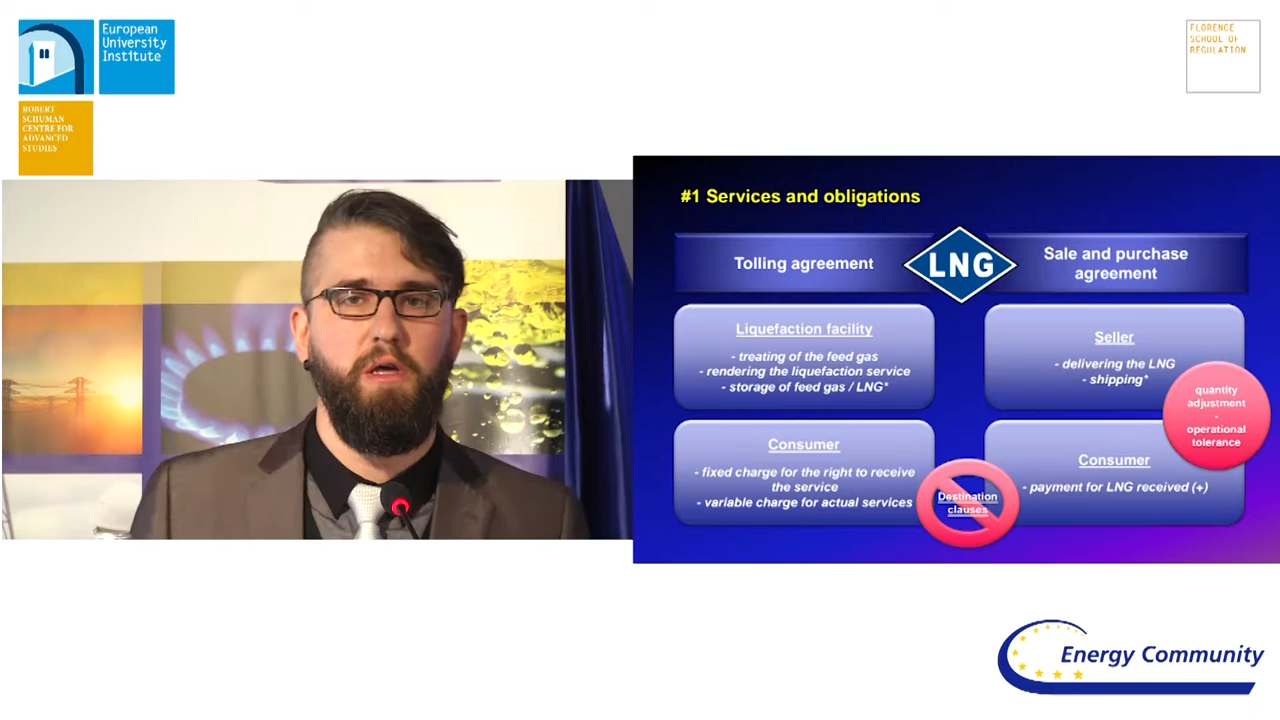 European
University
Institute
ROBERT
SCHUMAN
CENTRE FOR
ADVANCED
STUDIES
FLORENCE
SCHOOL OF
REGULATION
#1 Services and obligations
Tolling agreement
LNG
Sale and purchase
agreement
Liquefaction facility
- treating of the feed gas
- rendering the liquefaction service
- storage of feed gas / LNG*
Seller
- delivering the LNG
- shipping*
quantity
adjustment
-
operational
tolerance
Consumer
- fixed charge for the right to receive
the service
- variable charge for actual services
Destination
clauses
Consumer
- payment for LNG received (+)
Energy Community